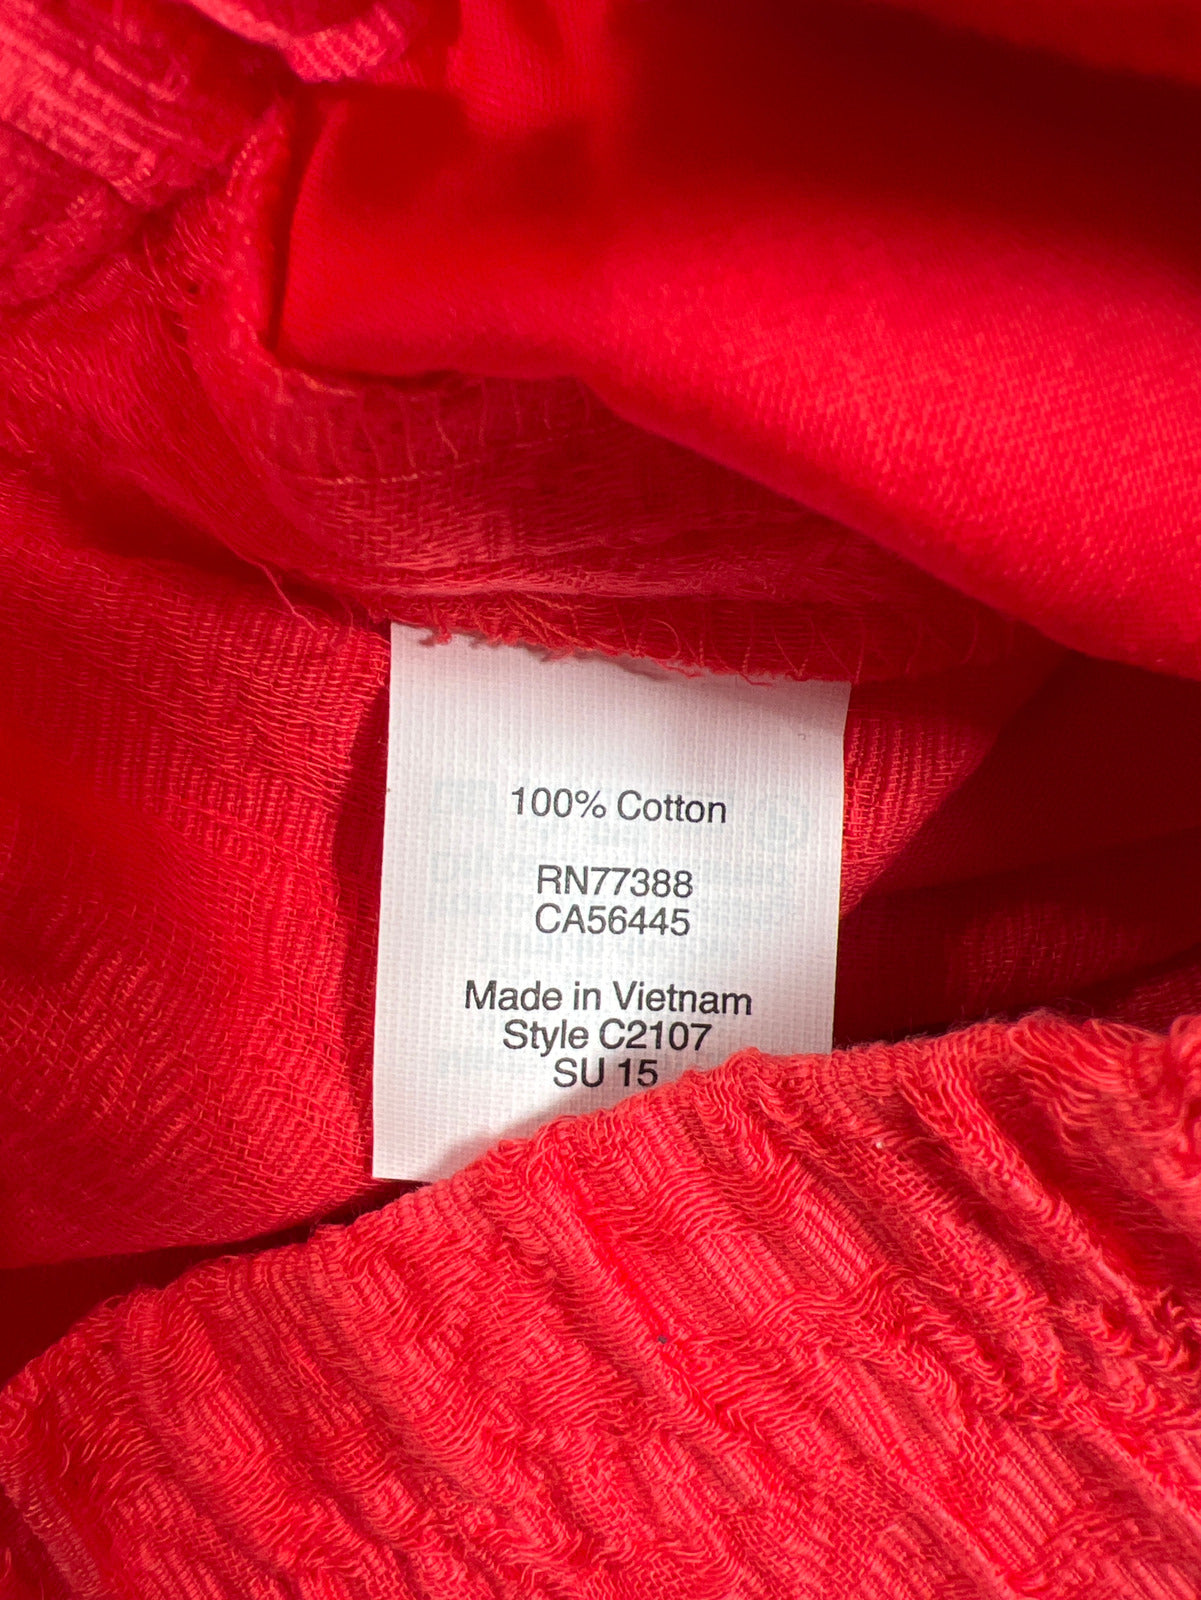 100% Cotton
RN77388
CA56445
Made in Vietnam
Style C2107
SU 15